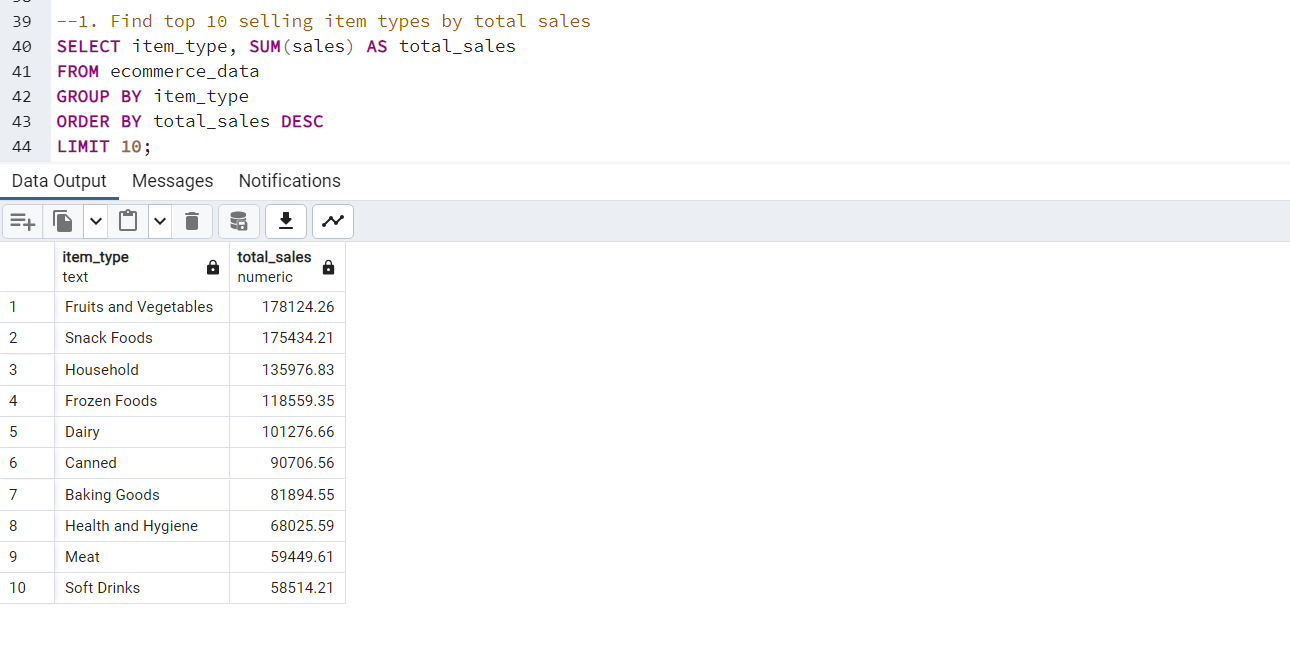 39 --1. Find top 10 selling item types by total sales
40 SELECT item_type, SUM(sales) AS total_sales
41 FROM ecommerce_data
42 GROUP BY item_type
43 ORDER BY total_sales DESC
44 LIMIT 10;
Data Output Messages Notifications
item_type total_sales
text numeric
1 Fruits and Vegetables 178124.26
2 Snack Foods 175434.21
3 Household 135976.83
4 Frozen Foods 118559.35
5 Dairy 101276.66
6 Canned 90706.56
7 Baking Goods 81894.55
8 Health and Hygiene 68025.59
9 Meat 59449.61
10 Soft Drinks 58514.21